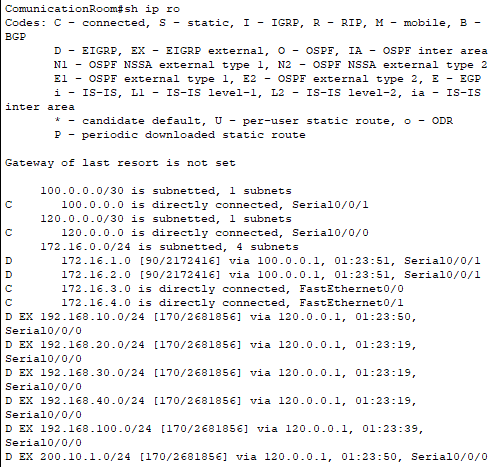 ComunicationRoom#sh ip ro
Codes: C - connected, S - static, I - IGRP, R - RIP, M - mobile, B -
BGP
       D - EIGRP, EX - EIGRP external, O - OSPF, IA - OSPF inter area
       N1 - OSPF NSSA external type 1, N2 - OSPF NSSA external type 2
       E1 - OSPF external type 1, E2 - OSPF external type 2, E - EGP
       i - IS-IS, L1 - IS-IS level-1, L2 - IS-IS level-2, ia - IS-IS
inter area
       * - candidate default, U - per-user static route, o - ODR
       P - periodic downloaded static route
Gateway of last resort is not set
     100.0.0.0/30 is subnetted, 1 subnets
C       100.0.0.0 is directly connected, Serial0/0/1
     120.0.0.0/30 is subnetted, 1 subnets
C       120.0.0.0 is directly connected, Serial0/0/0
     172.16.0.0/24 is subnetted, 4 subnets
D       172.16.1.0 [90/2172416] via 100.0.0.1, 01:23:51, Serial0/0/1
D       172.16.2.0 [90/2172416] via 100.0.0.1, 01:23:51, Serial0/0/1
C       172.16.3.0 is directly connected, FastEthernet0/0
C       172.16.4.0 is directly connected, FastEthernet0/1
D EX 192.168.10.0/24 [170/2681856] via 120.0.0.1, 01:23:50,
Serial0/0/0
D EX 192.168.20.0/24 [170/2681856] via 120.0.0.1, 01:23:19,
Serial0/0/0
D EX 192.168.30.0/24 [170/2681856] via 120.0.0.1, 01:23:19,
Serial0/0/0
D EX 192.168.40.0/24 [170/2681856] via 120.0.0.1, 01:23:19,
Serial0/0/0
D EX 192.168.100.0/24 [170/2681856] via 120.0.0.1, 01:23:39,
Serial0/0/0
D EX 200.10.1.0/24 [170/2681856] via 120.0.0.1, 01:23:50, Serial0/0/0